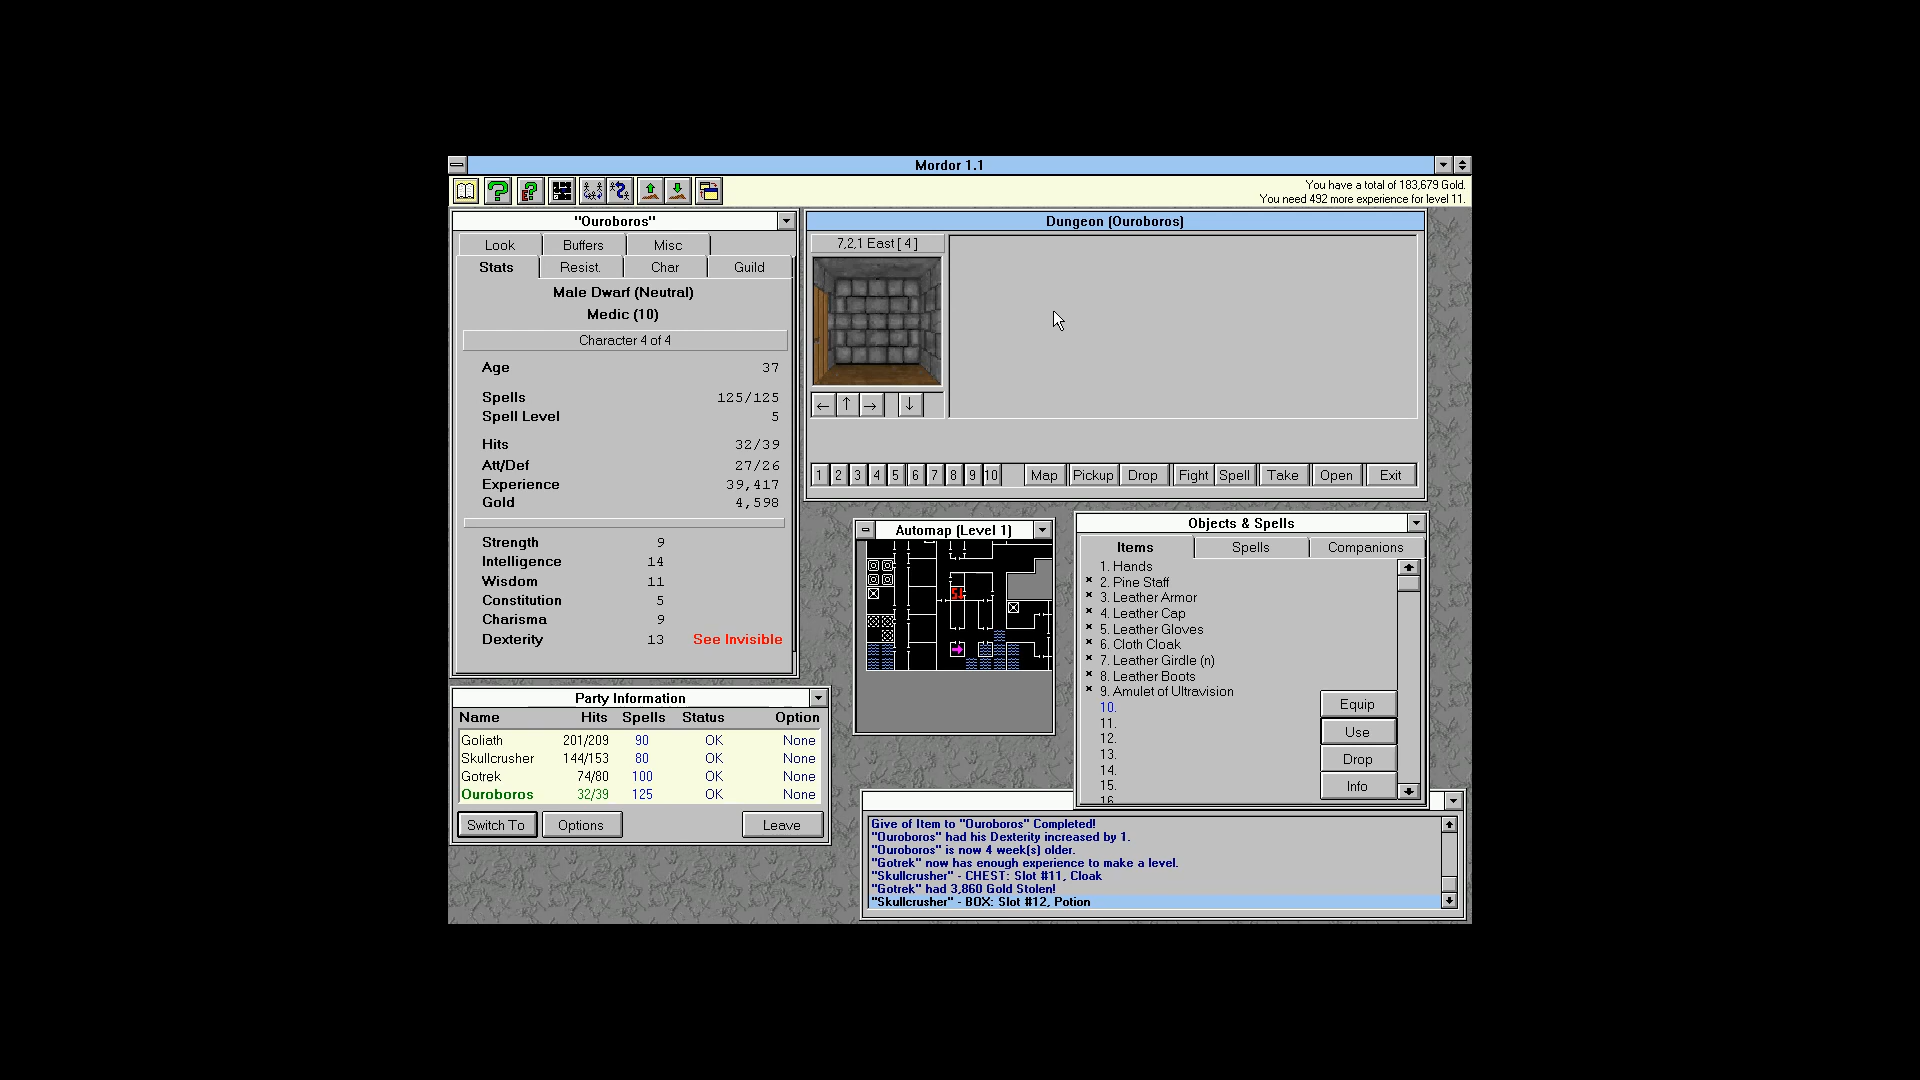 Mordor 1.1
You have a total of 183,679 Gold.
You need 492 more experience for level 11.
"Ouroboros"
Look Buffers Misc
Stats Resist. Char Guild
Male Dwarf (Neutral)
Medic (10)
Character 4 of 4
Age 37
Spells 125/125
Spell Level 5
Hits 32/39
Att/Def 27/26
Experience 39,417
Gold 4,598
Strength 9
Intelligence 14
Wisdom 11
Constitution 5
Charisma 9
Dexterity 13 See Invisible
Party Information
Name Hits Spells Status Option
Goliath 201/209 90 OK None
Skullcrusher 144/153 80 OK None
Gotrek 74/80 100 OK None
Ouroboros 32/39 125 OK None
Switch To Options Leave
Dungeon (Ouroboros)
7,2,1 East [ 4 ]
1 2 3 4 5 6 7 8 9 10 Map Pickup Drop Fight Spell Take Open Exit
Automap (Level 1)
Objects & Spells
Items Spells Companions
1. Hands
× 2. Pine Staff
× 3. Leather Armor
× 4. Leather Cap
× 5. Leather Gloves
× 6. Cloth Cloak
× 7. Leather Girdle (n)
× 8. Leather Boots
× 9. Amulet of Ultravision
10.
11.
12.
13.
14.
15.
16.
Equip
Use
Drop
Info
Give of Item to "Ouroboros" Completed!
"Ouroboros" had his Dexterity increased by 1.
"Ouroboros" is now 4 week(s) older.
"Gotrek" now has enough experience to make a level.
"Skullcrusher" - CHEST: Slot #11, Cloak
"Gotrek" had 3,860 Gold Stolen!
"Skullcrusher" - BOX: Slot #12, Potion